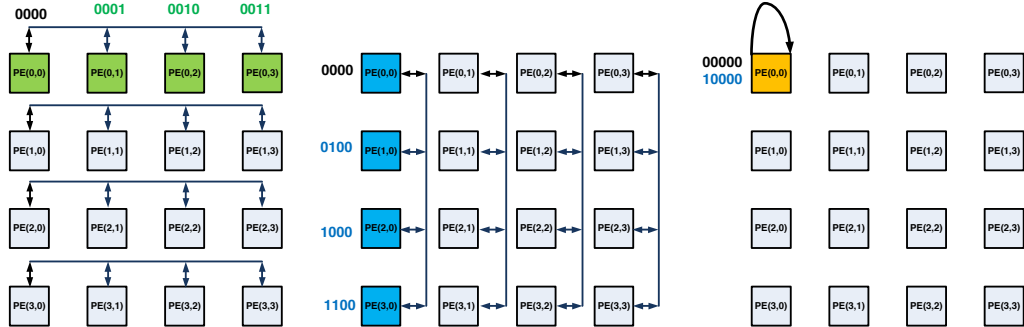 0000 0001 0010 0011
PE(0,0) PE(0,1) PE(0,2) PE(0,3)
PE(1,0) PE(1,1) PE(1,2) PE(1,3)
PE(2,0) PE(2,1) PE(2,2) PE(2,3)
PE(3,0) PE(3,1) PE(3,2) PE(3,3)
0000 PE(0,0) PE(0,1) PE(0,2) PE(0,3)
0100 PE(1,0) PE(1,1) PE(1,2) PE(1,3)
1000 PE(2,0) PE(2,1) PE(2,2) PE(2,3)
1100 PE(3,0) PE(3,1) PE(3,2) PE(3,3)
00000
10000
PE(0,0) PE(0,1) PE(0,2) PE(0,3)
PE(1,0) PE(1,1) PE(1,2) PE(1,3)
PE(2,0) PE(2,1) PE(2,2) PE(2,3)
PE(3,0) PE(3,1) PE(3,2) PE(3,3)